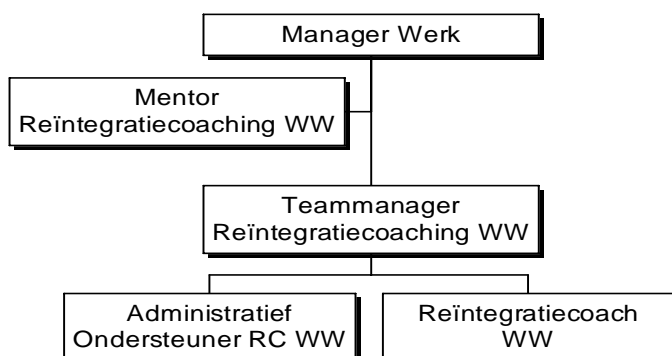 Manager Werk
Mentor
Reïntegratiecoaching WW
Teammanager
Reïntegratiecoaching WW
Administratief
Ondersteuner RC WW
Reïntegratiecoach
WW